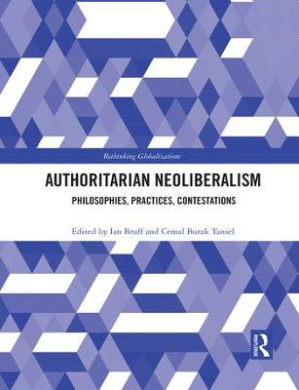 Rethinking Globalizations
AUTHORITARIAN NEOLIBERALISM
PHILOSOPHIES, PRACTICES, CONTESTATIONS
Edited by Ian Bruff and Cemal Burak Tansel
ROUTLEDGE